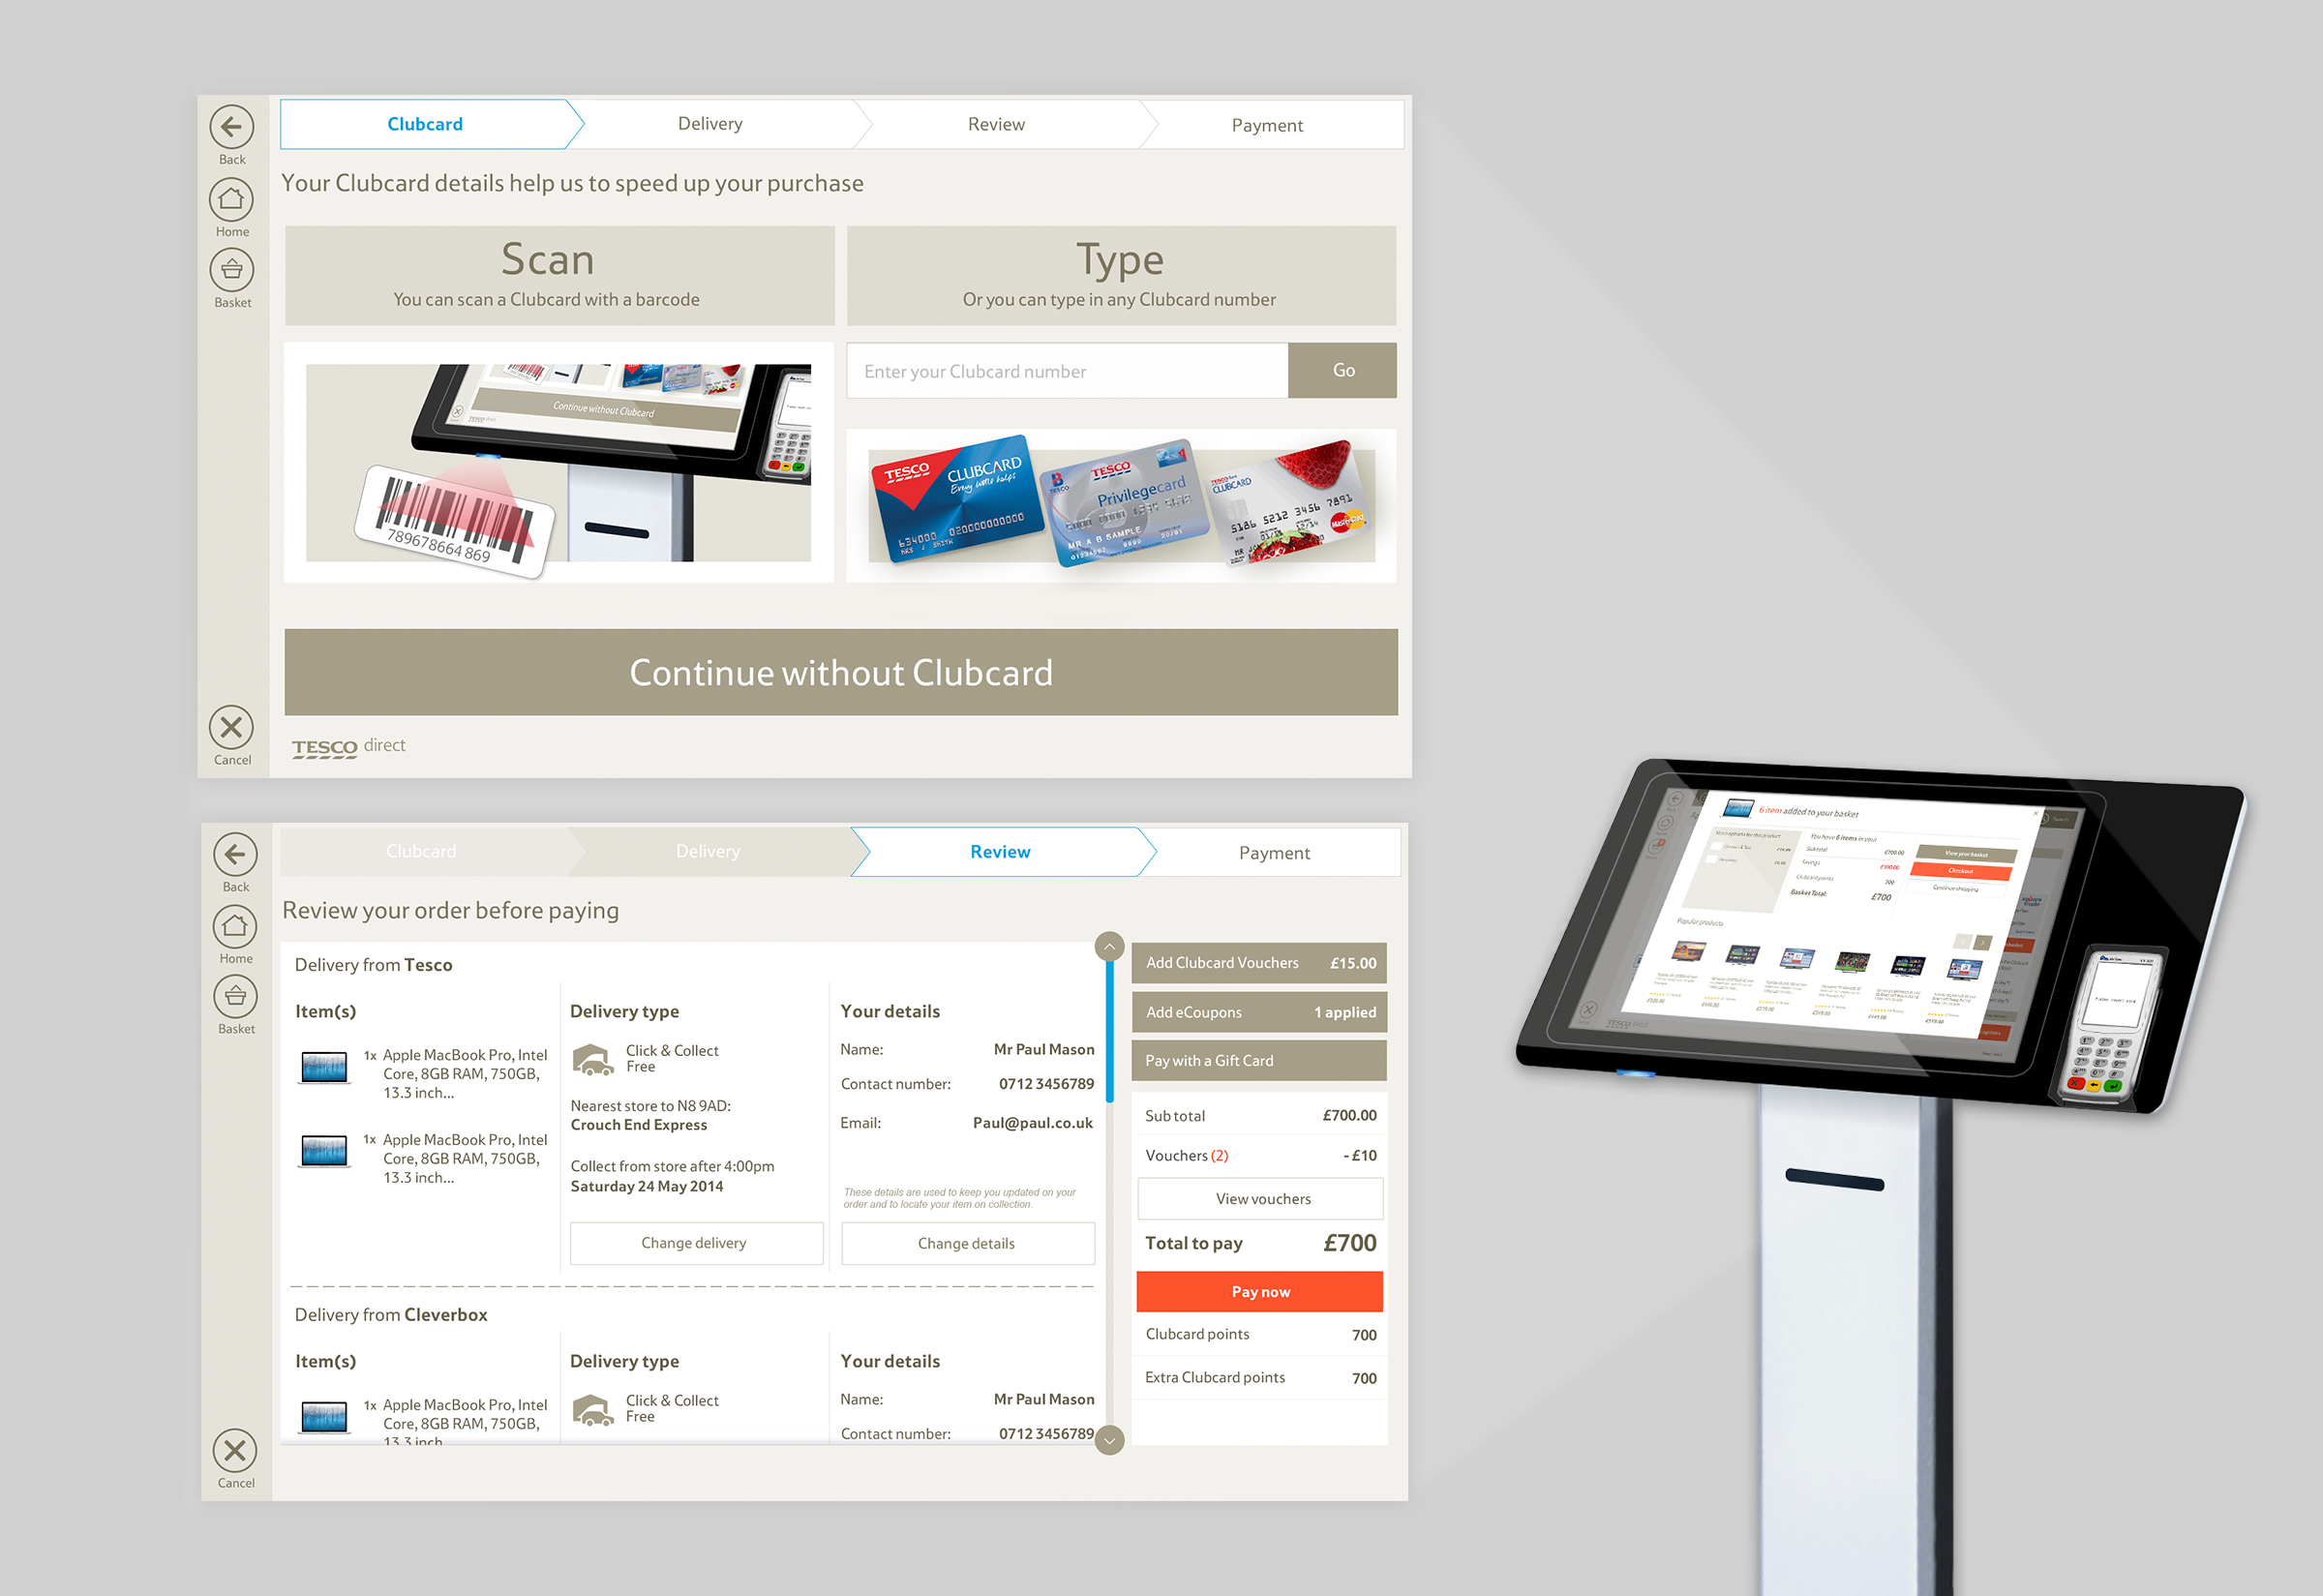 Clubcard
Delivery
Review
Payment
Back
Home
Basket
Cancel
Your Clubcard details help us to speed up your purchase
Scan
You can scan a Clubcard with a barcode
Type
Or you can type in any Clubcard number
Enter your Clubcard number
Go
Continue without Clubcard
TESCO direct
789678664 869
TESCO
CLUBCARD
Every little helps
634000
TESCO
TESCO
Privilegecard
MR A B SAMPLE
TESCO
CLUBCARD
5186 5212 3456 7891
MasterCard
Continue without Clubcard
TESCO direct
Clubcard
Delivery
Review
Payment
Back
Home
Basket
Cancel
Review your order before paying
Delivery from Tesco
Item(s)
1x Apple MacBook Pro, Intel
Core, 8GB RAM, 750GB,
13.3 inch...
1x Apple MacBook Pro, Intel
Core, 8GB RAM, 750GB,
13.3 inch...
Delivery type
Click & Collect
Free
Nearest store to N8 9AD:
Crouch End Express
Collect from store after 4:00pm
Saturday 24 May 2014
Change delivery
Your details
Name: Mr Paul Mason
Contact number: 0712 3456789
Email: Paul@paul.co.uk
These details are used to keep you updated on your
order and to locate your item on collection.
Change details
Delivery from Cleverbox
Item(s)
1x Apple MacBook Pro, Intel
Core, 8GB RAM, 750GB,
13.3 inch
Delivery type
Click & Collect
Free
Your details
Name: Mr Paul Mason
Contact number: 0712 3456789
Add Clubcard Vouchers £15.00
Add eCoupons 1 applied
Pay with a Gift Card
Sub total £700.00
Vouchers (2) - £10
View vouchers
Total to pay £700
Pay now
Clubcard points 700
Extra Clubcard points 700
6 item added to your basket
You have 6 items in your
Subtotal £700.00
Savings £100.00
Clubcard points 700
Basket Total: £700
View your basket
Checkout
Continue shopping
Popular products